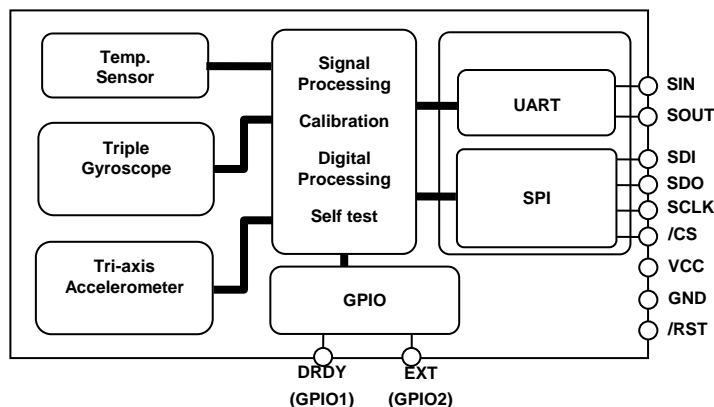 Temp.
Sensor
Triple
Gyroscope
Tri-axis
Accelerometer
Signal
Processing
Calibration
Digital
Processing
Self test
UART
SPI
GPIO
SIN
SOUT
SDI
SDO
SCLK
/CS
VCC
GND
/RST
DRDY
(GPIO1)
EXT
(GPIO2)